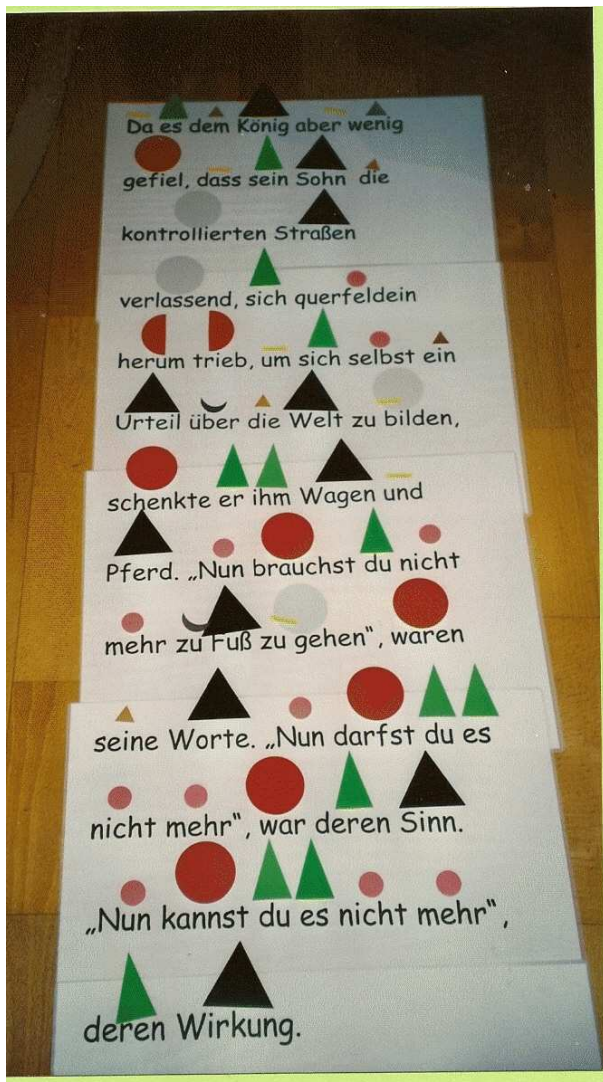 Da es dem König aber wenig
gefiel, dass sein Sohn die
kontrollierten Straßen
verlassend, sich querfeldein
herum trieb, um sich selbst ein
Urteil über die Welt zu bilden,
schenkte er ihm Wagen und
Pferd. „Nun brauchst du nicht
mehr zu Fuß zu gehen“, waren
seine Worte. „Nun darfst du es
nicht mehr“, war deren Sinn.
„Nun kannst du es nicht mehr“,
deren Wirkung.